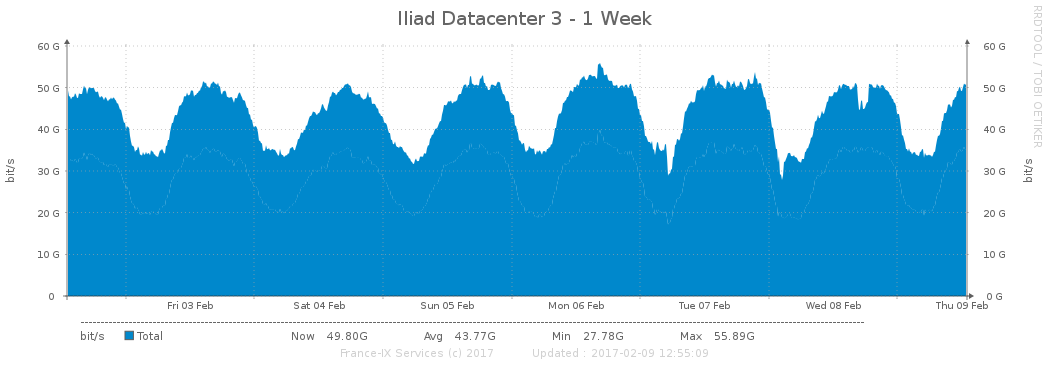 Iliad Datacenter 3 - 1 Week
RRDTOOL / TOBI OETIKER
60 G 60 G
50 G 50 G
40 G 40 G
30 G 30 G
20 G 20 G
10 G 10 G
0 0 G
bit/s
bit/s
Fri 03 Feb Sat 04 Feb Sun 05 Feb Mon 06 Feb Tue 07 Feb Wed 08 Feb Thu 09 Feb
bit/s Total Now 49.80G Avg 43.77G Min 27.78G Max 55.89G
France-IX Services (c) 2017 Updated : 2017-02-09 12:55:09